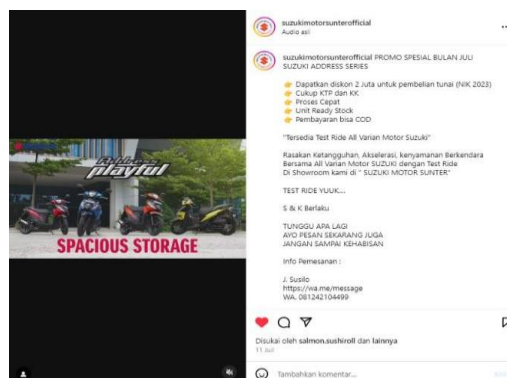 suzukimotorsunterofficial
Audio asli
suzukimotorsunterofficial PROMO SPESIAL BULAN JULI
SUZUKI ADDRESS SERIES
👉 Dapatkan diskon 2 Juta untuk pembelian tunai (NIK 2023)
👉 Cukup KTP dan KK
👉 Proses Cepat
👉 Unit Ready Stock
👉 Pembayaran bisa COD
"Tersedia Test Ride All Varian Motor Suzuki"
Rasakan Ketangguhan, Akselerasi, kenyamanan Berkendara
Bersama All Varian Motor SUZUKI dengan Test Ride
Di Showroom kami di " SUZUKI MOTOR SUNTER"
TEST RIDE YUUK...
S & K Berlaku
TUNGGU APA LAGI
AYO PESAN SEKARANG JUGA
JANGAN SAMPAI KEHABISAN
Info Pemesanan :
J. Susilo
https://wa.me/message
WA. 081242104499
Disukai oleh salmon.sushiroll dan lainnya
11 Juli
Tambahkan komentar...
Address
playful
SPACIOUS STORAGE